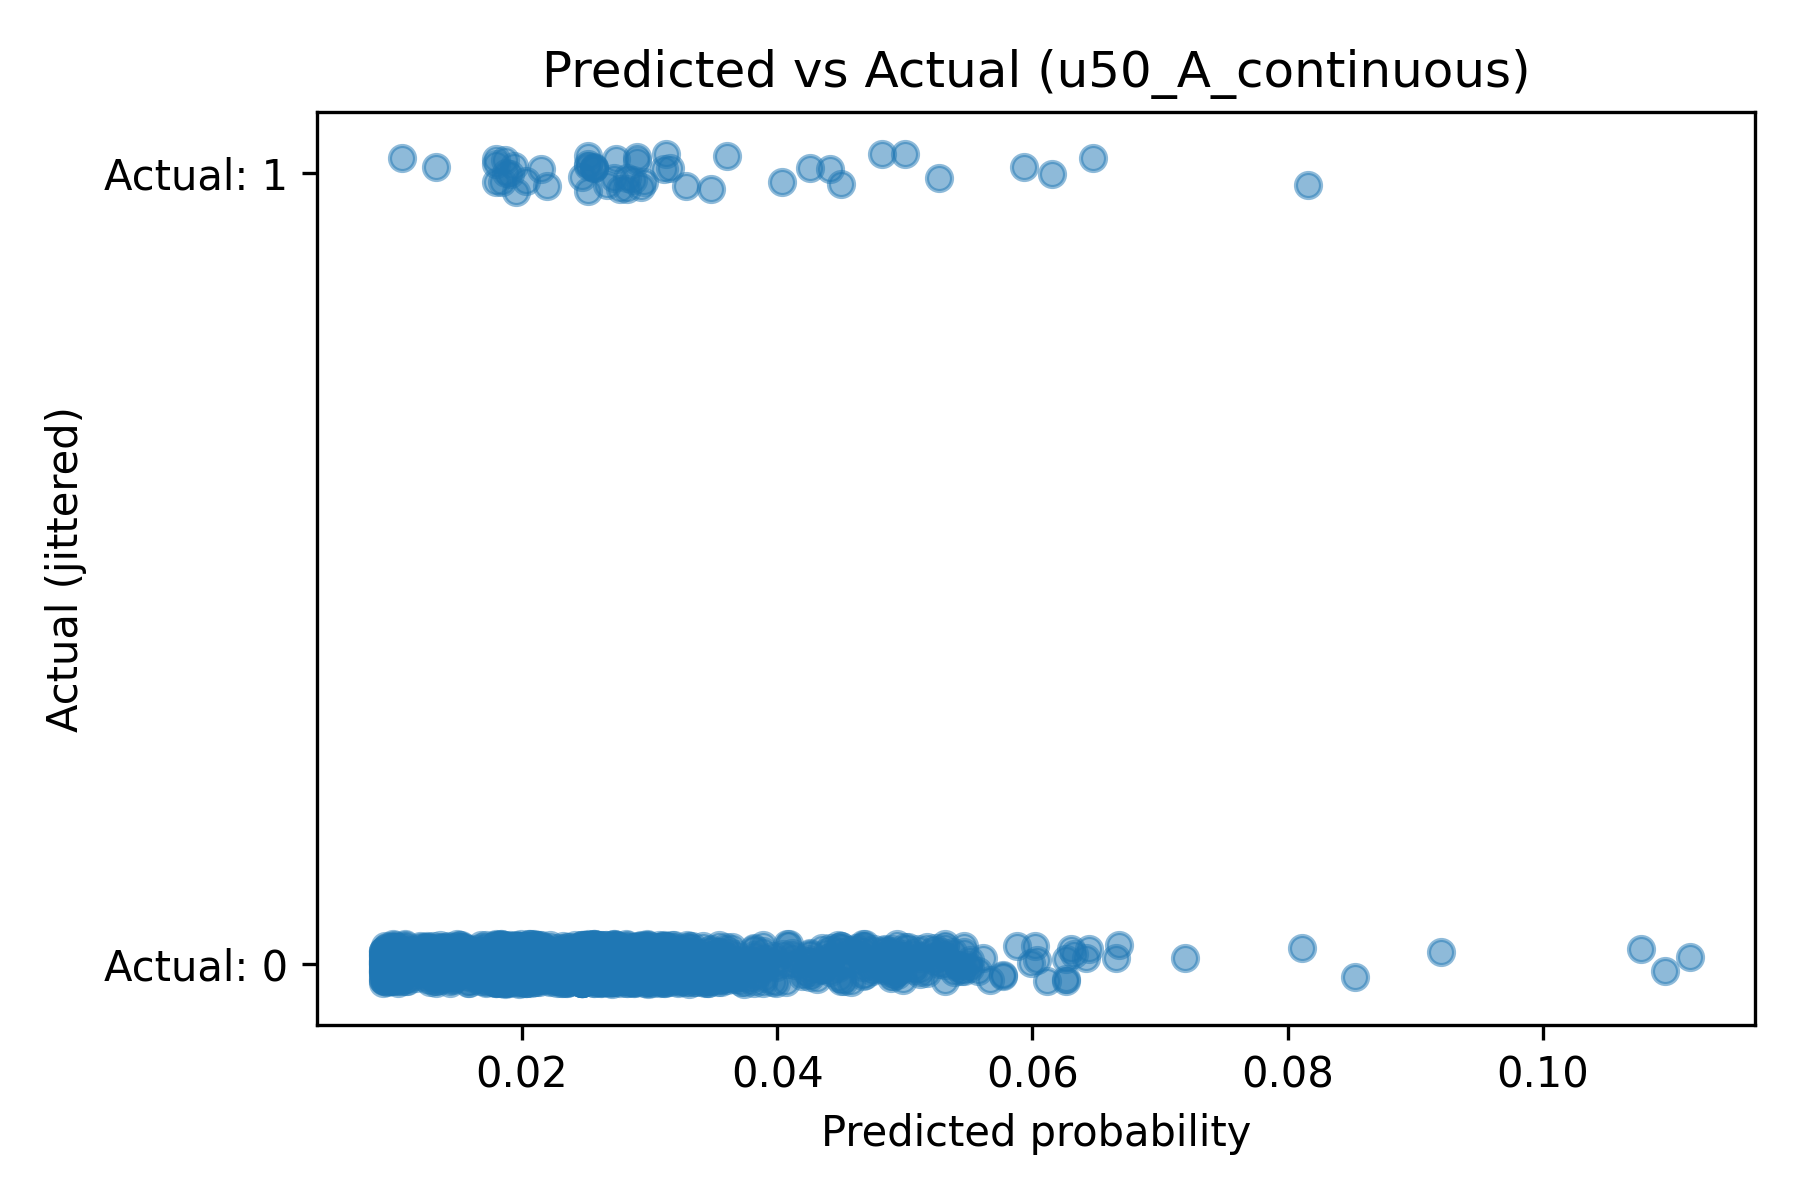 Predicted vs Actual (u50_A_continuous)
Actual: 1
Actual (jittered)
Actual: 0
0.02 0.04 0.06 0.08 0.10
Predicted probability